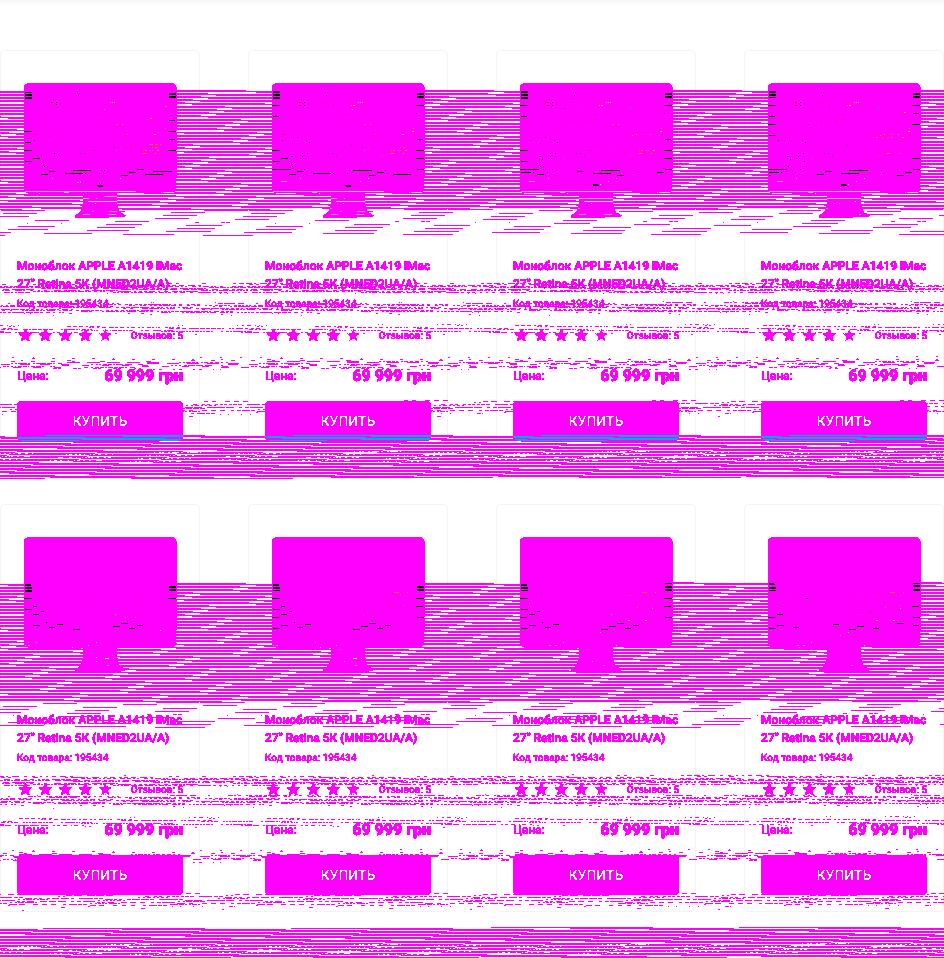 Моноблок APPLE A1419 iMac Моноблок APPLE A1419 iMac Моноблок APPLE A1419 iMac Моноблок APPLE A1419 iMac
27" Retina 5K (MNED2UA/A) 27" Retina 5K (MNED2UA/A) 27" Retina 5K (MNED2UA/A) 27" Retina 5K (MNED2UA/A)
Код товара: 195434 Код товара: 195434 Код товара: 195434 Код товара: 195434
Отзывов: 5 Отзывов: 5 Отзывов: 5 Отзывов: 5
Цена: 69 999 грн Цена: 69 999 грн Цена: 69 999 грн Цена: 69 999 грн
КУПИТЬ КУПИТЬ КУПИТЬ КУПИТЬ
Моноблок APPLE A1419 iMac Моноблок APPLE A1419 iMac Моноблок APPLE A1419 iMac Моноблок APPLE A1419 iMac
27" Retina 5K (MNED2UA/A) 27" Retina 5K (MNED2UA/A) 27" Retina 5K (MNED2UA/A) 27" Retina 5K (MNED2UA/A)
Код товара: 195434 Код товара: 195434 Код товара: 195434 Код товара: 195434
Отзывов: 5 Отзывов: 5 Отзывов: 5 Отзывов: 5
Цена: 69 999 грн Цена: 69 999 грн Цена: 69 999 грн Цена: 69 999 грн
КУПИТЬ КУПИТЬ КУПИТЬ КУПИТЬ